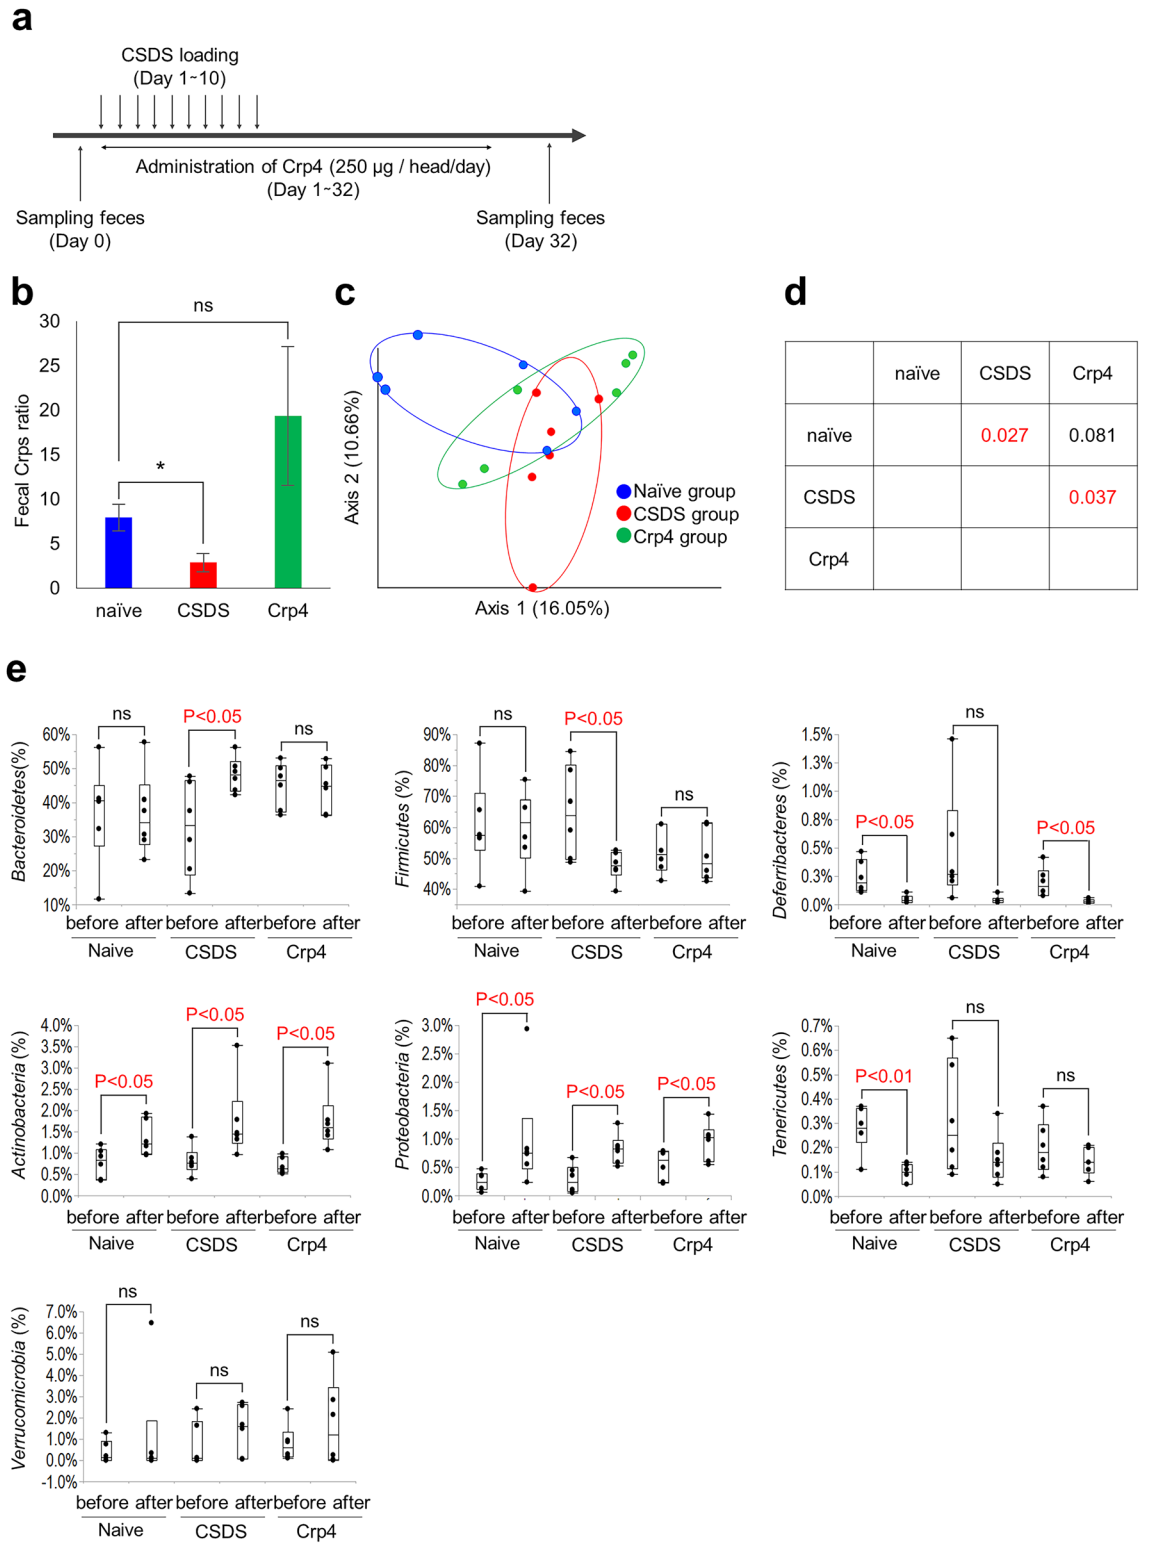 a
CSDS loading
(Day 1~10)
Administration of Crp4 (250 µg / head/day)
(Day 1~32)
Sampling feces
(Day 0)
Sampling feces
(Day 32)
b
ns
*
Fecal Crps ratio
30
25
20
15
10
5
0
naïve
CSDS
Crp4
c
Axis 2 (10.66%)
Naïve group
CSDS group
Crp4 group
Axis 1 (16.05%)
d
naïve CSDS Crp4
naïve 0.027 0.081
CSDS 0.037
Crp4
e
Bacteroidetes(%)
60%
50%
40%
30%
20%
10%
ns
P<0.05
ns
before after before after before after
Naive CSDS Crp4
Firmicutes (%)
90%
80%
70%
60%
50%
40%
ns
P<0.05
ns
before after before after before after
Naive CSDS Crp4
Deferribacteres (%)
1.5%
1.3%
1.0%
0.8%
0.5%
0.3%
0.0%
P<0.05
ns
P<0.05
before after before after before after
Naive CSDS Crp4
Actinobacteria (%)
4.0%
3.5%
3.0%
2.5%
2.0%
1.5%
1.0%
0.5%
0.0%
P<0.05
P<0.05
P<0.05
before after before after before after
Naive CSDS Crp4
Proteobacteria (%)
3.0%
2.5%
2.0%
1.5%
1.0%
0.5%
0.0%
P<0.05
P<0.05
P<0.05
before after before after before after
Naive CSDS Crp4
Tenericutes (%)
0.7%
0.6%
0.5%
0.4%
0.3%
0.2%
0.1%
0.0%
P<0.01
ns
ns
before after before after before after
Naive CSDS Crp4
Verrucomicrobia (%)
7.0%
6.0%
5.0%
4.0%
3.0%
2.0%
1.0%
0.0%
-1.0%
ns
ns
ns
before after before after before after
Naive CSDS Crp4